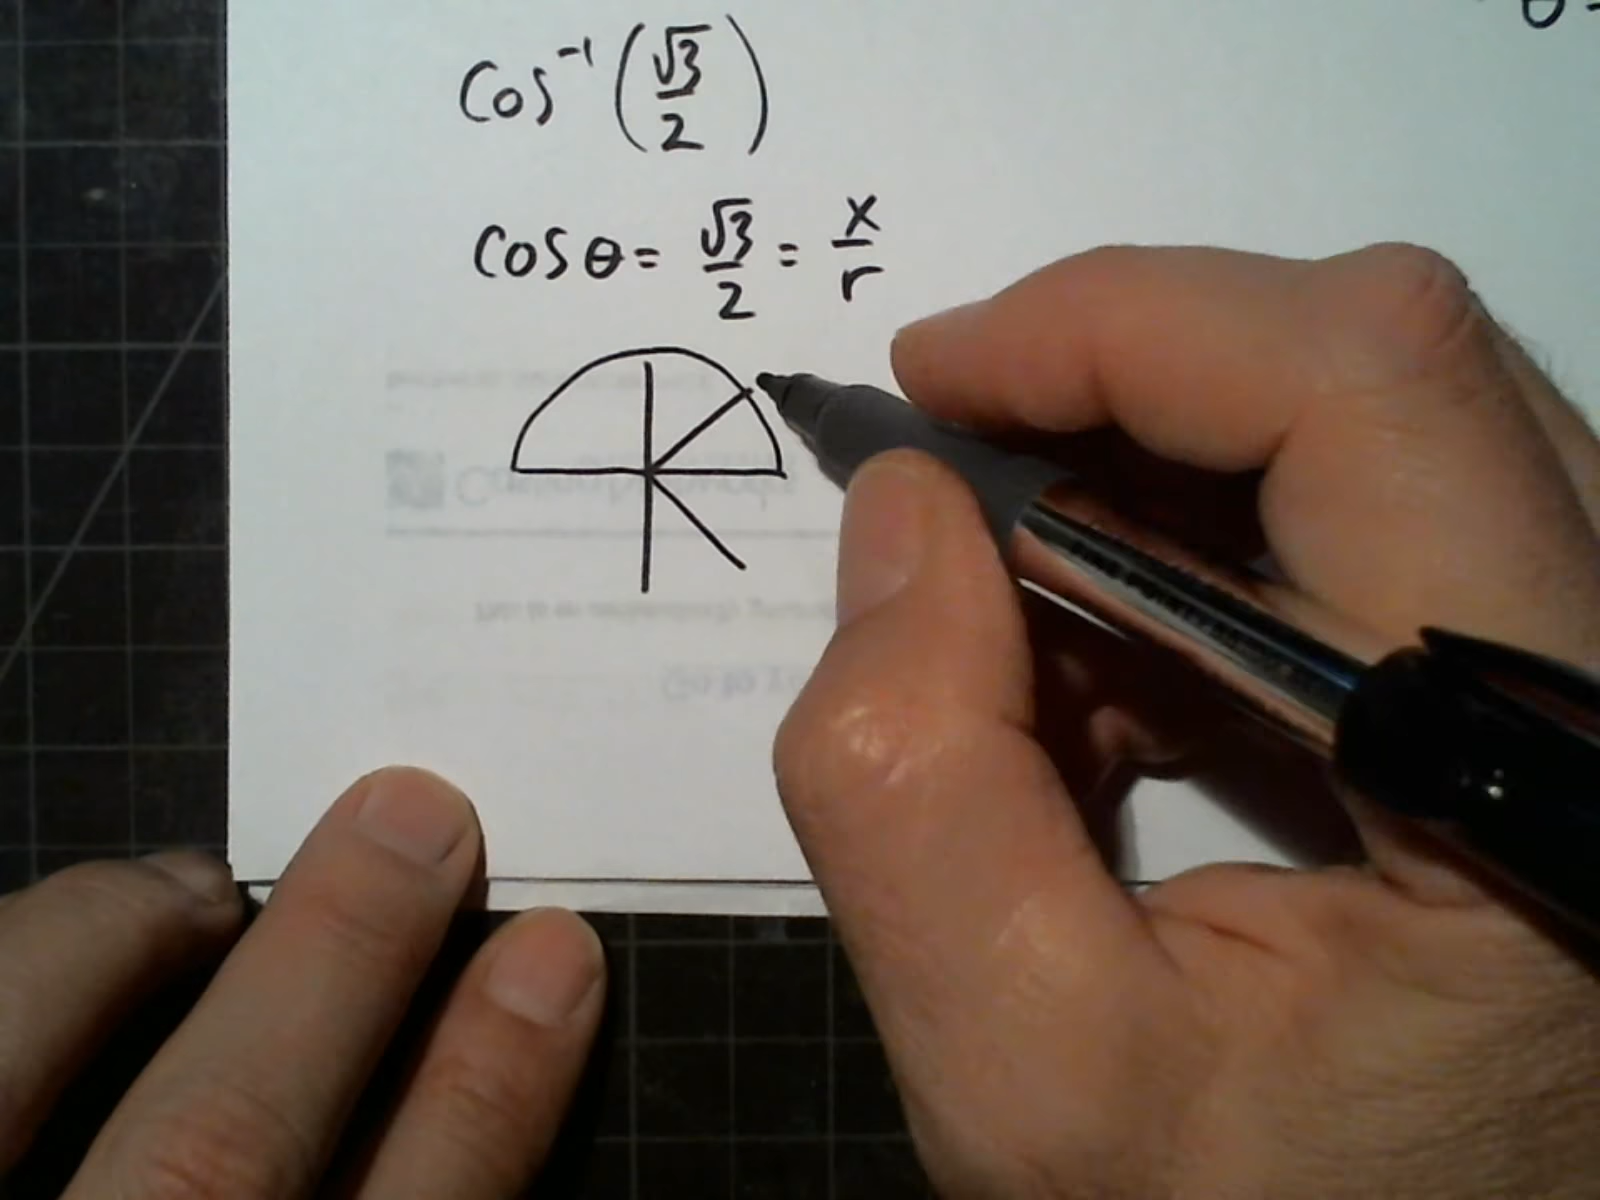 cos⁻¹(√3/2)
cos θ = √3/2 = x/r
θ